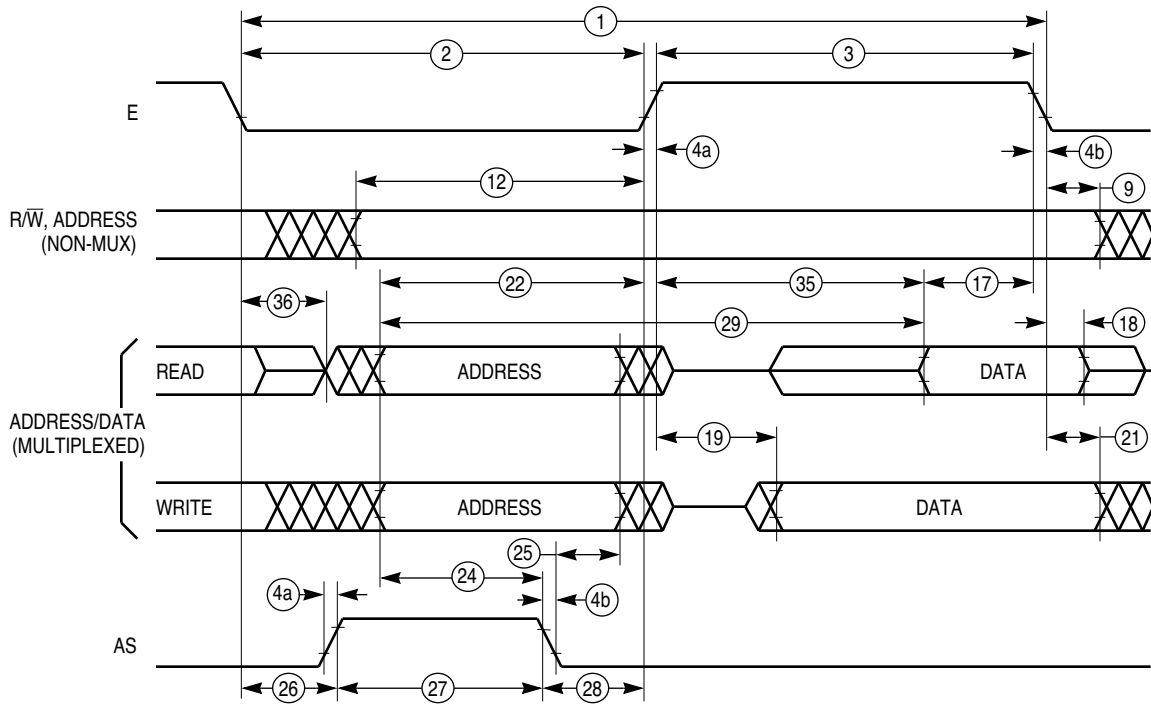 1
2
3
E
4a
4b
12
9
R/W̅, ADDRESS
(NON-MUX)
22
35
17
36
29
18
READ
ADDRESS
DATA
ADDRESS/DATA
(MULTIPLEXED)
19
21
WRITE
ADDRESS
DATA
25
24
4a
4b
AS
26
27
28